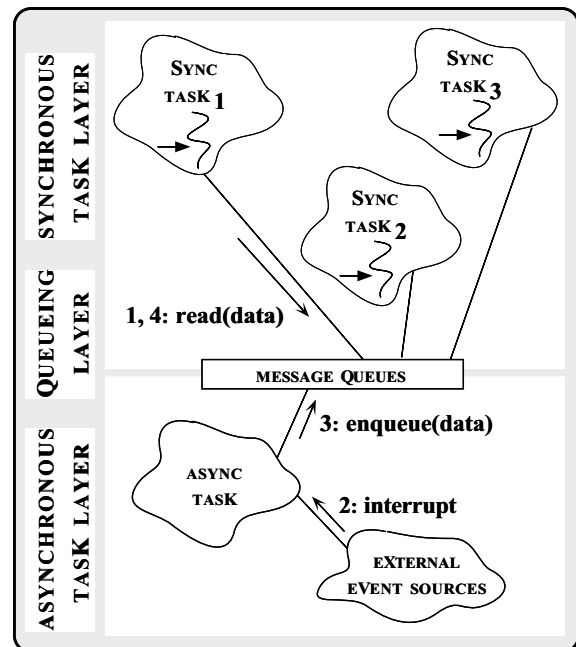 SYNCHRONOUS
TASK LAYER
SYNC
TASK 1
SYNC
TASK 3
SYNC
TASK 2
1, 4: read(data)
QUEUEING
LAYER
MESSAGE QUEUES
3: enqueue(data)
ASYNCHRONOUS
TASK LAYER
ASYNC
TASK
2: interrupt
EXTERNAL
EVENT SOURCES